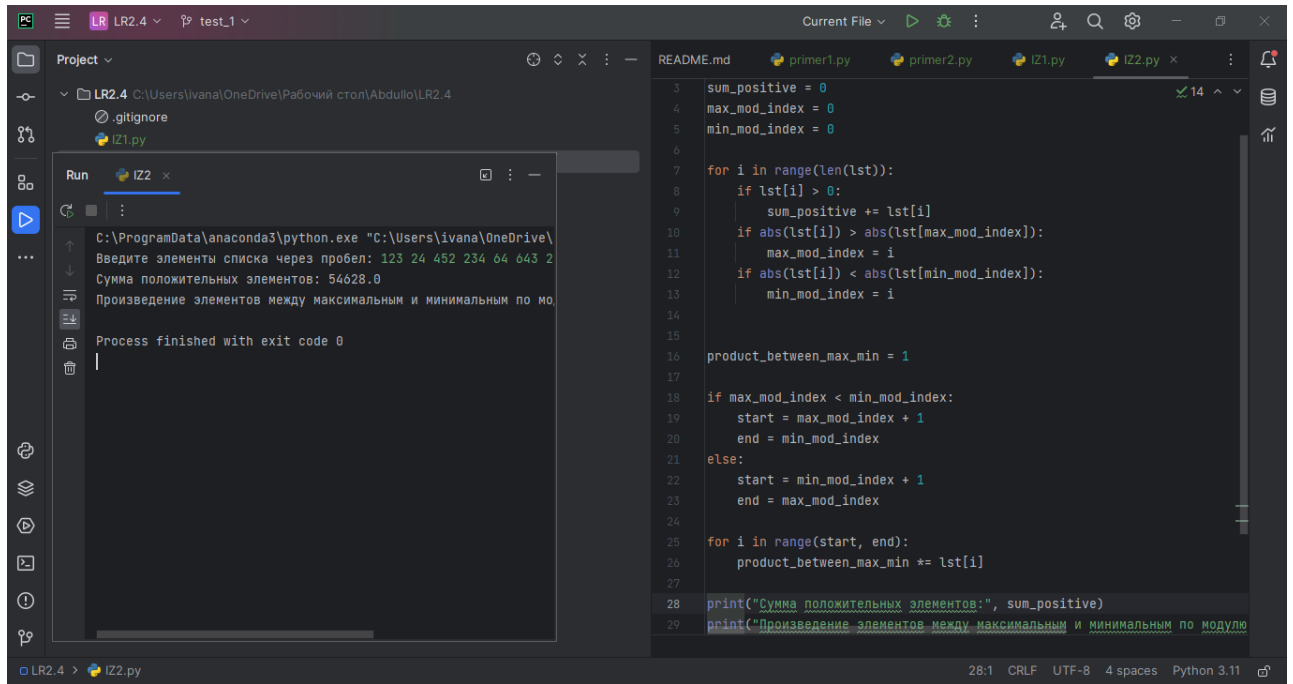 PC LR LR2.4 test_1 Current File
Project
README.md primer1.py primer2.py IZ1.py IZ2.py
LR2.4 C:\Users\ivana\OneDrive\Рабочий стол\Abdullo\LR2.4
.gitignore
IZ1.py
Run IZ2
C:\ProgramData\anaconda3\python.exe "C:\Users\ivana\OneDrive\
Введите элементы списка через пробел: 123 24 452 234 64 643 2
Сумма положительных элементов: 54628.0
Произведение элементов между максимальным и минимальным по мо
Process finished with exit code 0
14
3 sum_positive = 0
4 max_mod_index = 0
5 min_mod_index = 0
6
7 for i in range(len(lst)):
8 if lst[i] > 0:
9 sum_positive += lst[i]
10 if abs(lst[i]) > abs(lst[max_mod_index]):
11 max_mod_index = i
12 if abs(lst[i]) < abs(lst[min_mod_index]):
13 min_mod_index = i
14
15
16 product_between_max_min = 1
17
18 if max_mod_index < min_mod_index:
19 start = max_mod_index + 1
20 end = min_mod_index
21 else:
22 start = min_mod_index + 1
23 end = max_mod_index
24
25 for i in range(start, end):
26 product_between_max_min *= lst[i]
27
28 print("Сумма положительных элементов:", sum_positive)
29 print("Произведение элементов между максимальным и минимальным по модулю
LR2.4 > IZ2.py 28:1 CRLF UTF-8 4 spaces Python 3.11